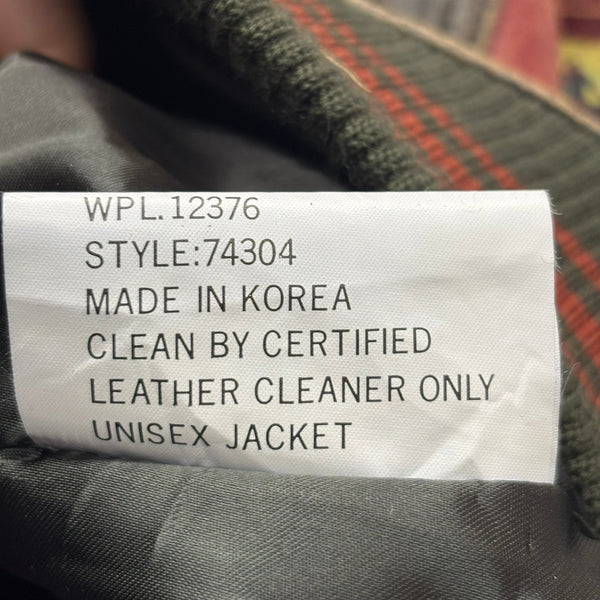 WPL.12376
STYLE:74304
MADE IN KOREA
CLEAN BY CERTIFIED
LEATHER CLEANER ONLY
UNISEX JACKET